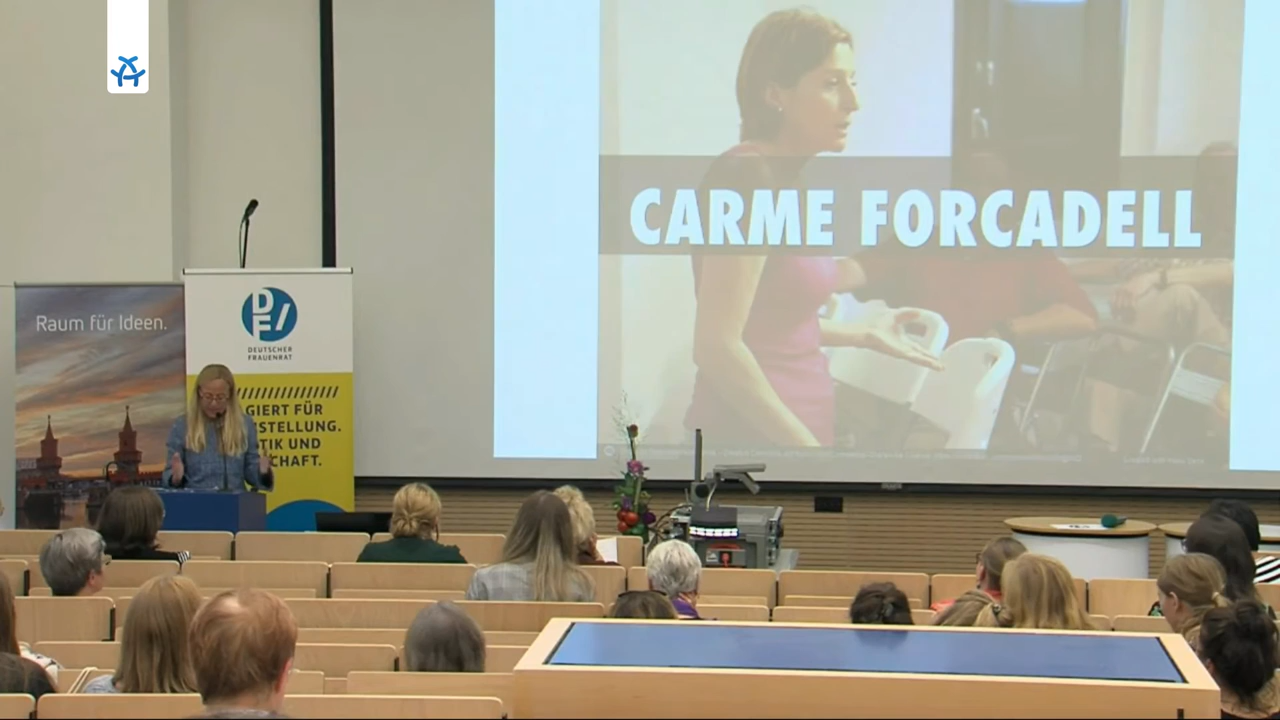 CARME FORCADELL
Raum für Ideen.
DF/
DEUTSCHER
FRAUENRAT
GIERT FÜR
STELLUNG.
TIK UND
CHAFT.